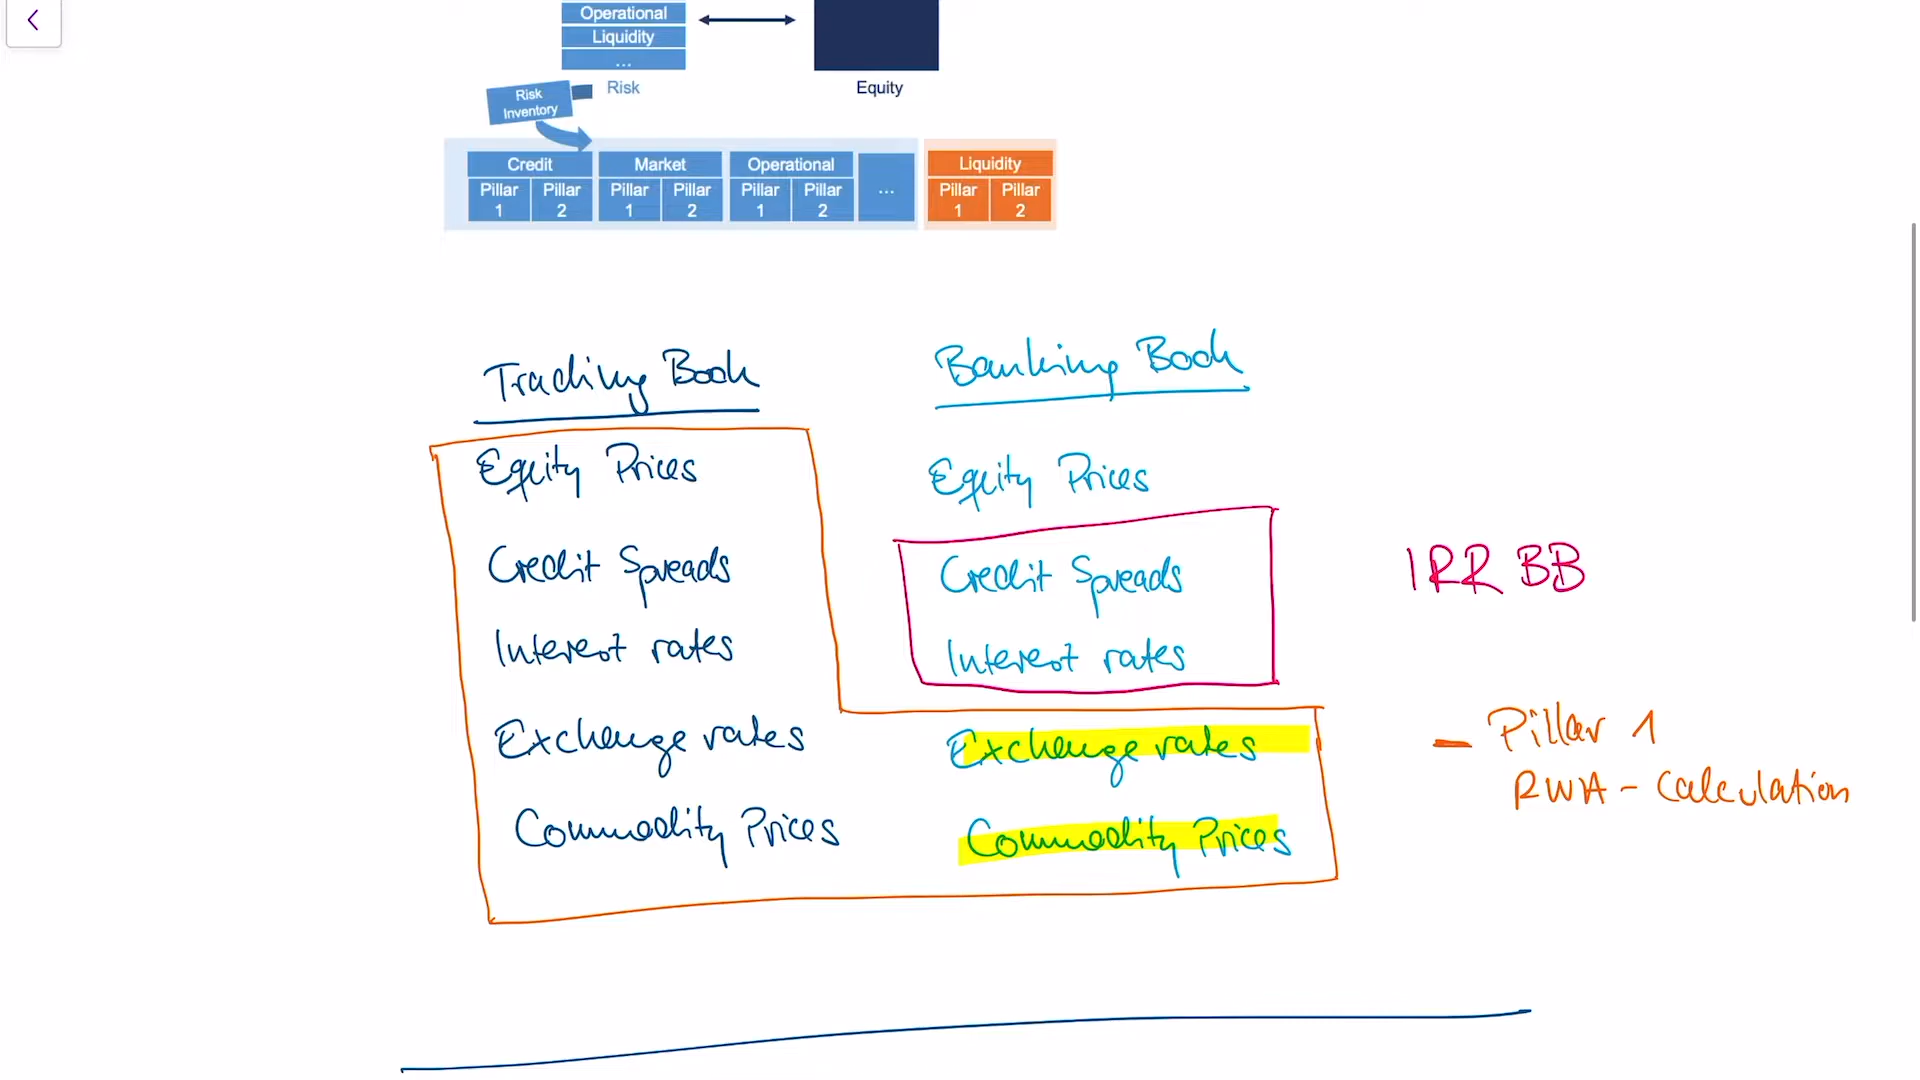 Operational
Liquidity
...
Risk
Equity
Risk
Inventory
Credit
Market
Operational
...
Liquidity
Pillar 1
Pillar 2
Pillar 1
Pillar 2
Pillar 1
Pillar 2
Pillar 1
Pillar 2
Trading Book
Banking Book
Equity Prices
Equity Prices
Credit Spreads
Credit Spreads
IRR BB
Interest rates
Interest rates
Exchange rates
Exchange rates
- Pillar 1
RWA - Calculation
Commodity Prices
Commodity Prices